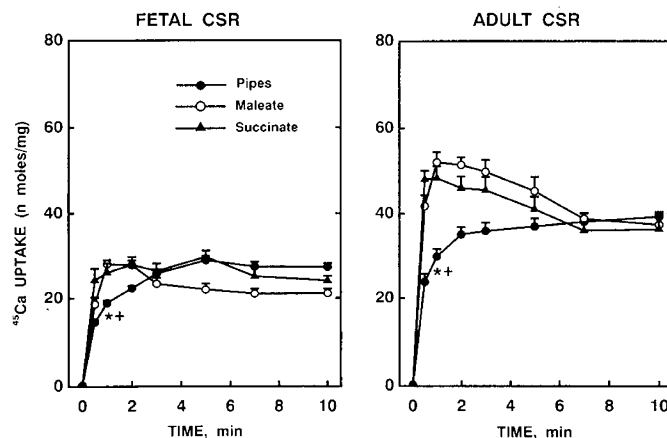 FETAL CSR
ADULT CSR
80
60
40
20
0
⁴⁵Ca UPTAKE (n moles/mg)
Pipes
Maleate
Succinate
*+
0 2 4 6 8 10
TIME, min
80
60
40
20
0
*+
0 2 4 6 8 10
TIME, min